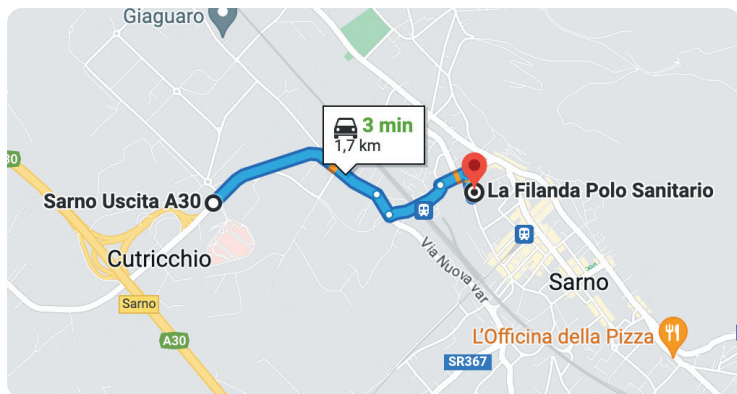 Giaguaro
3 min
1,7 km
30
Sarno Uscita A30
La Filanda Polo Sanitario
Cutricchio
Via Nuova var
Sarno
Sarno
A30
L'Officina della Pizza
SR367